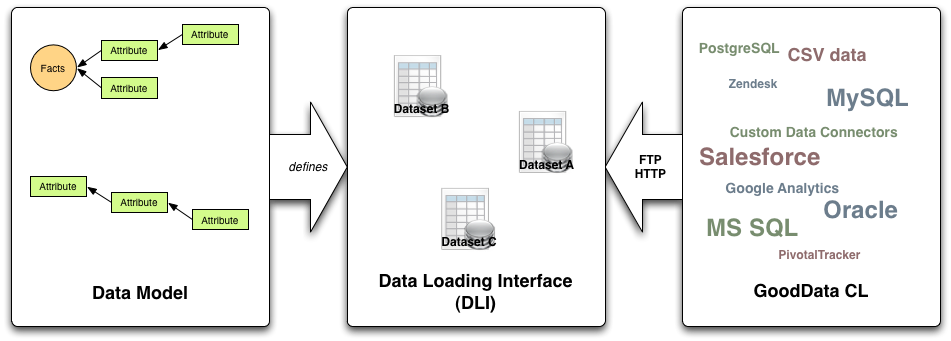 Attribute
Attribute
Facts
Attribute
Attribute
Attribute
Attribute
Data Model
defines
Dataset B
Dataset A
Dataset C
Data Loading Interface
(DLI)
FTP
HTTP
PostgreSQL
CSV data
Zendesk
MySQL
Custom Data Connectors
Salesforce
Google Analytics
Oracle
MS SQL
PivotalTracker
GoodData CL